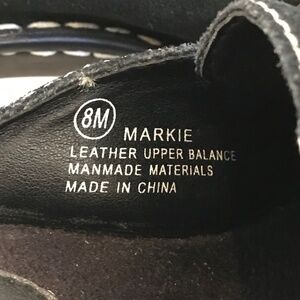 8M MARKIE
LEATHER UPPER BALANCE
MANMADE MATERIALS
MADE IN CHINA